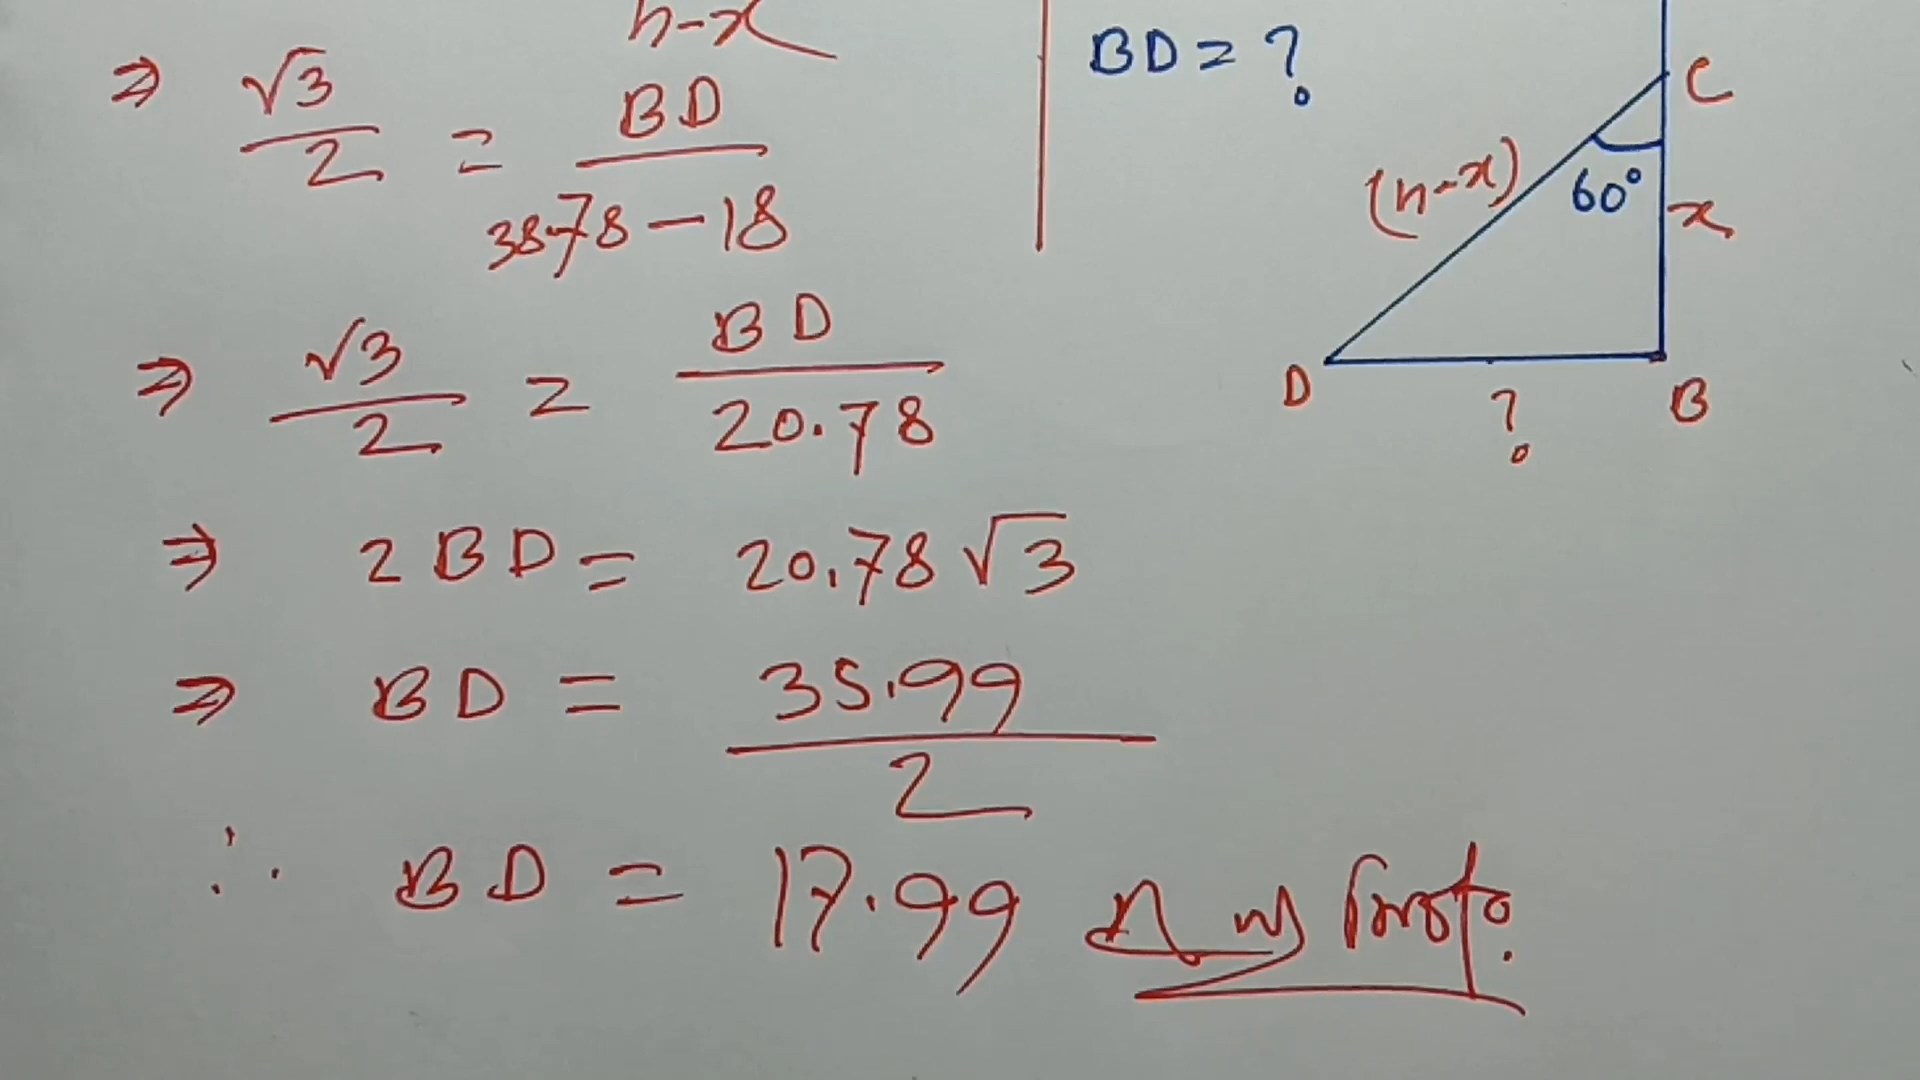 h-x
⇒ √3/2 = BD/38.78-18
⇒ √3/2 = BD/20.78
⇒ 2BD = 20.78√3
⇒ BD = 35.99/2
∴ BD = 17.99
BD = ?
C
(h-x)
60°
x
D
?
B